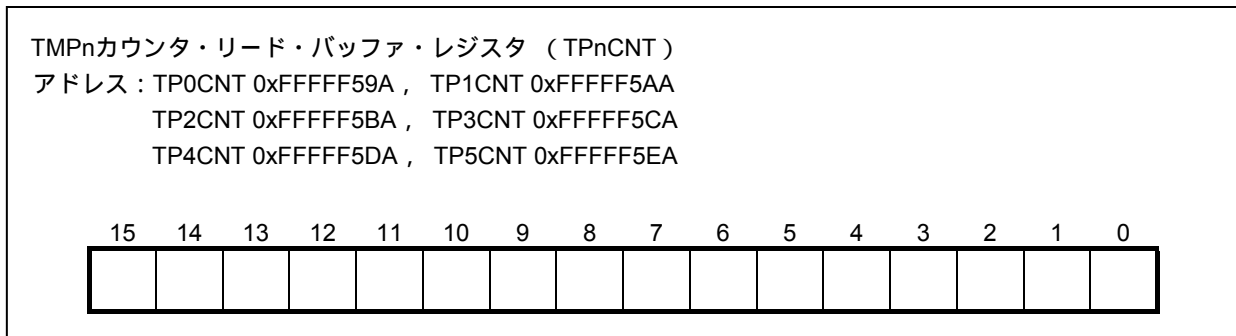 TMPnカウンタ・リード・バッファ・レジスタ （TPnCNT）
アドレス：TP0CNT 0xFFFFF59A , TP1CNT 0xFFFFF5AA
TP2CNT 0xFFFFF5BA , TP3CNT 0xFFFFF5CA
TP4CNT 0xFFFFF5DA , TP5CNT 0xFFFFF5EA
15 14 13 12 11 10 9 8 7 6 5 4 3 2 1 0